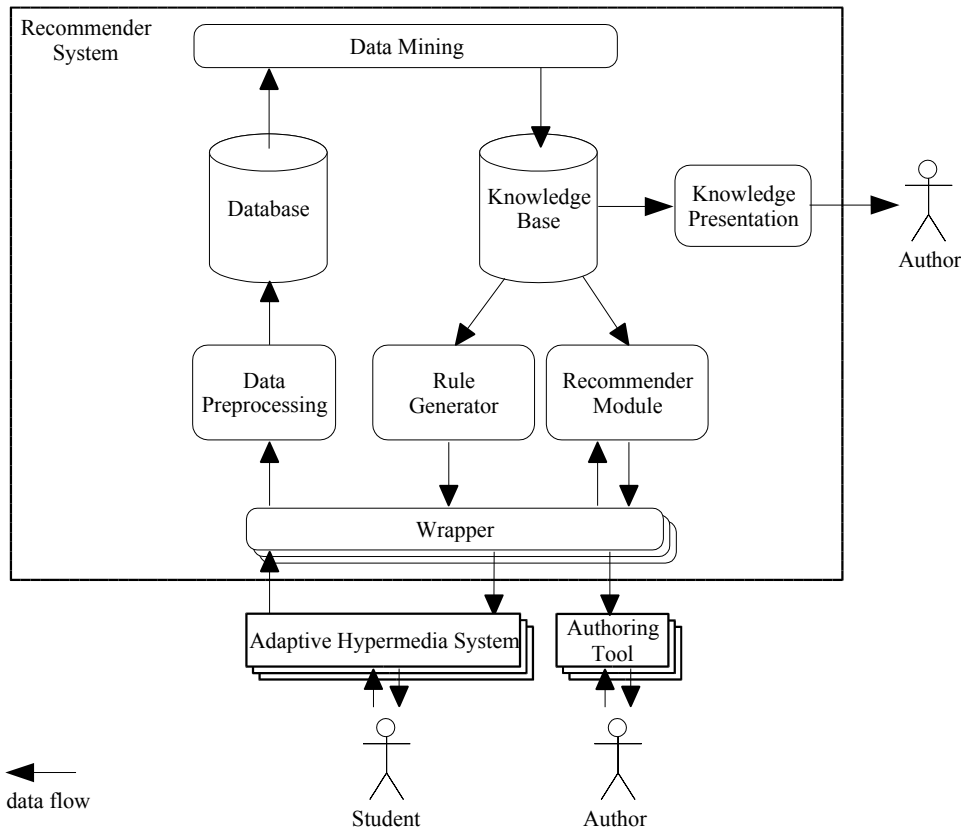 Recommender
System
Data Mining
Database
Knowledge
Base
Knowledge
Presentation
Author
Data
Preprocessing
Rule
Generator
Recommender
Module
Wrapper
Adaptive Hypermedia System
Authoring
Tool
data flow
Student
Author